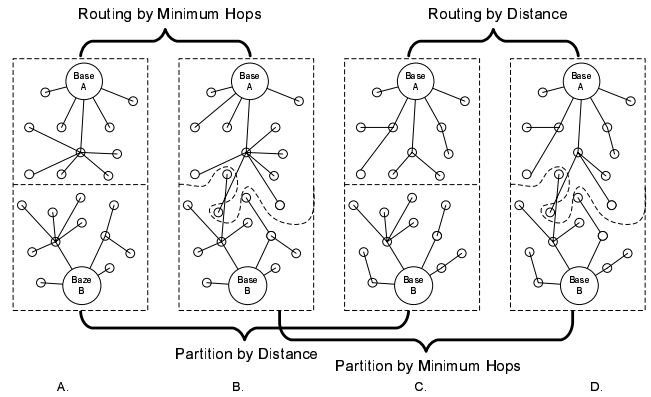 Routing by Minimum Hops
Routing by Distance
Base
A
Base
A
Base
A
Base
A
Baze
B
Base
B
Base
B
Base
B
Partition by Distance
Partition by Minimum Hops
A.
B.
C.
D.